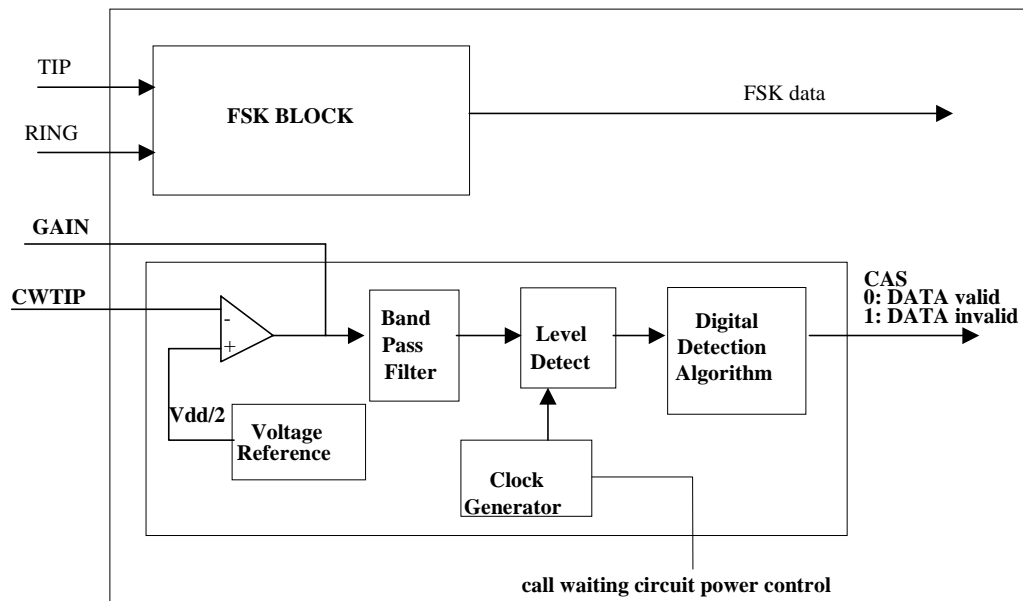 TIP
FSK BLOCK
FSK data
RING
GAIN
CWTIP
-
+
Band
Pass
Filter
Level
Detect
Digital
Detection
Algorithm
CAS
0: DATA valid
1: DATA invalid
Vdd/2
Voltage
Reference
Clock
Generator
call waiting circuit power control